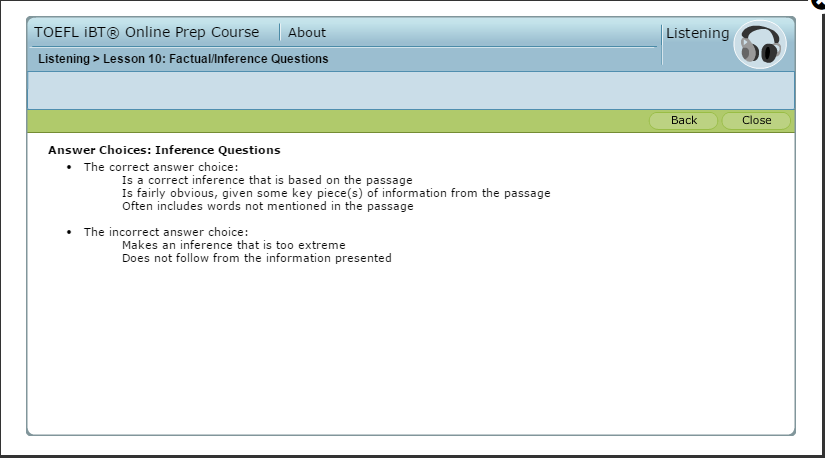 TOEFL iBT® Online Prep Course
About
Listening
Listening > Lesson 10: Factual/Inference Questions
Back
Close
Answer Choices: Inference Questions
• The correct answer choice:
Is a correct inference that is based on the passage
Is fairly obvious, given some key piece(s) of information from the passage
Often includes words not mentioned in the passage
• The incorrect answer choice:
Makes an inference that is too extreme
Does not follow from the information presented